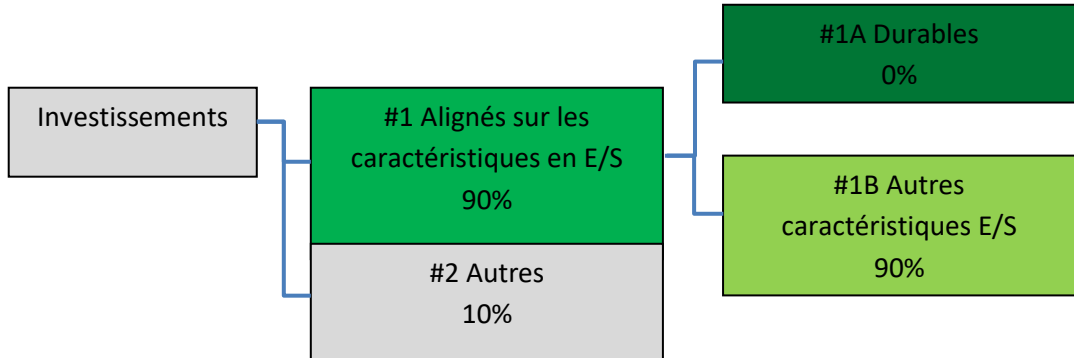 Investissements
#1 Alignés sur les
caractéristiques en E/S
90%
#2 Autres
10%
#1A Durables
0%
#1B Autres
caractéristiques E/S
90%